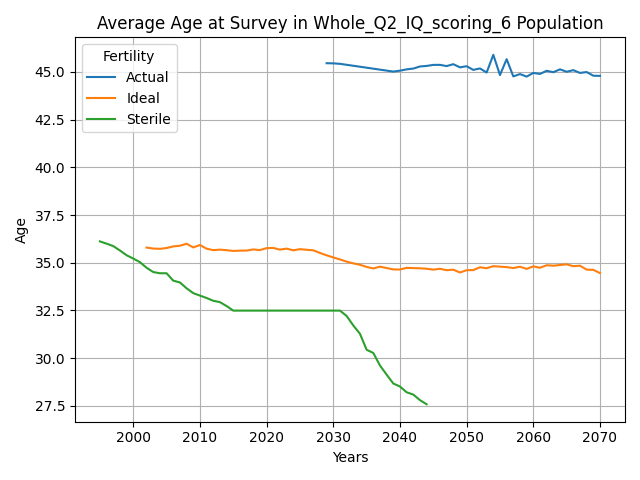 Average Age at Survey in Whole_Q2_IQ_scoring_6 Population
Fertility
Actual
Ideal
Sterile
Age
45.0
42.5
40.0
37.5
35.0
32.5
30.0
27.5
2000 2010 2020 2030 2040 2050 2060 2070
Years